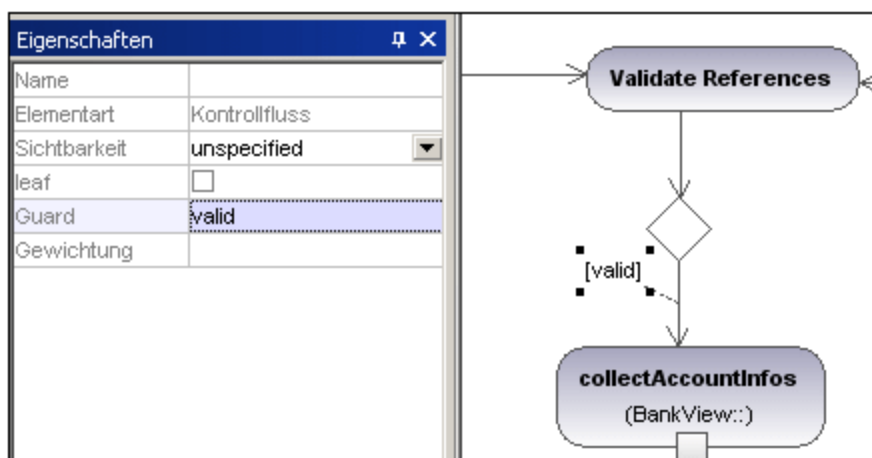 Eigenschaften
Name
Elementart Kontrollfluss
Sichtbarkeit unspecified
leaf
Guard valid
Gewichtung
Validate References
[valid]
collectAccountInfos
(BankView::)